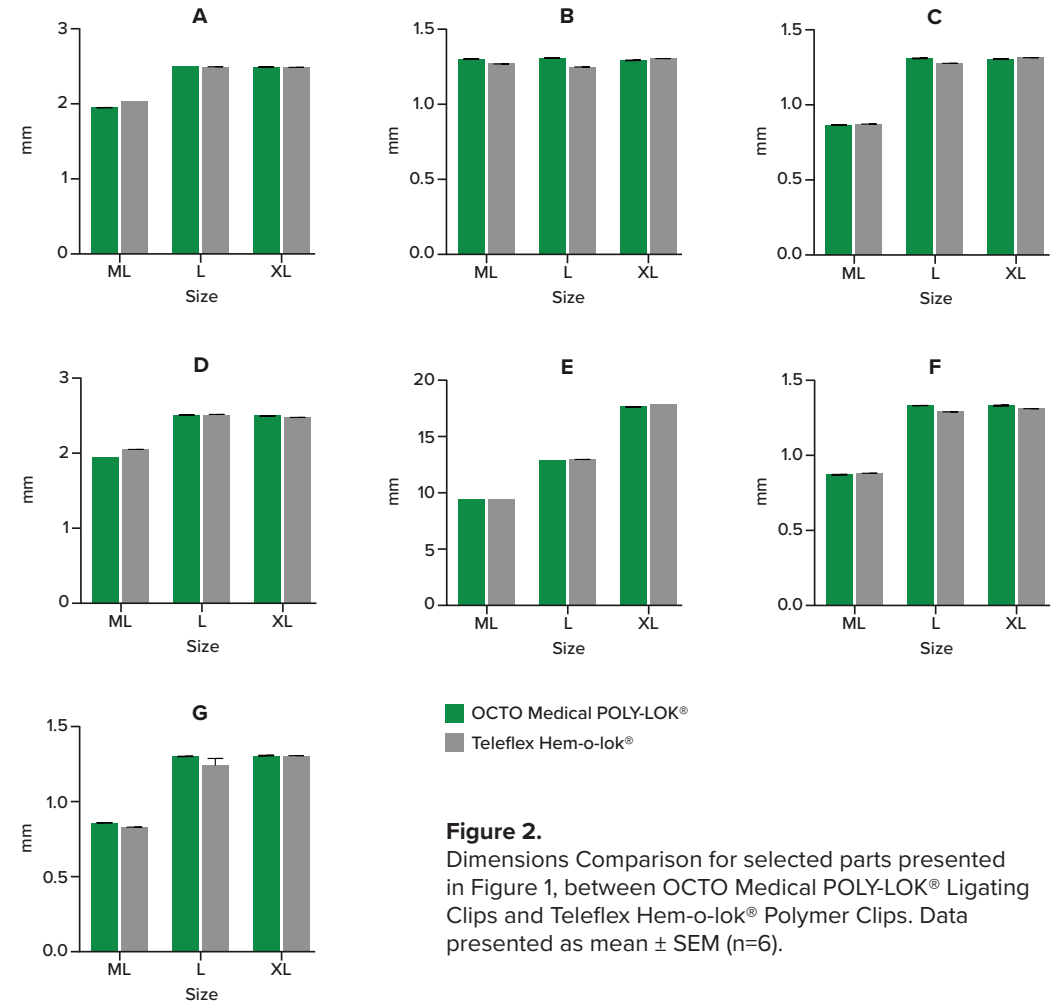 A
3
2
1
0
mm
ML L XL
Size
B
1.5
1.0
0.5
0.0
mm
ML L XL
Size
C
1.5
1.0
0.5
0.0
mm
ML L XL
Size
D
3
2
1
0
mm
ML L XL
Size
E
20
15
10
5
0
mm
ML L XL
Size
F
1.5
1.0
0.5
0.0
mm
ML L XL
Size
G
1.5
1.0
0.5
0.0
mm
ML L XL
Size
OCTO Medical POLY-LOK®
Teleflex Hem-o-lok®
Figure 2.
Dimensions Comparison for selected parts presented
in Figure 1, between OCTO Medical POLY-LOK® Ligating
Clips and Teleflex Hem-o-lok® Polymer Clips. Data
presented as mean ± SEM (n=6).